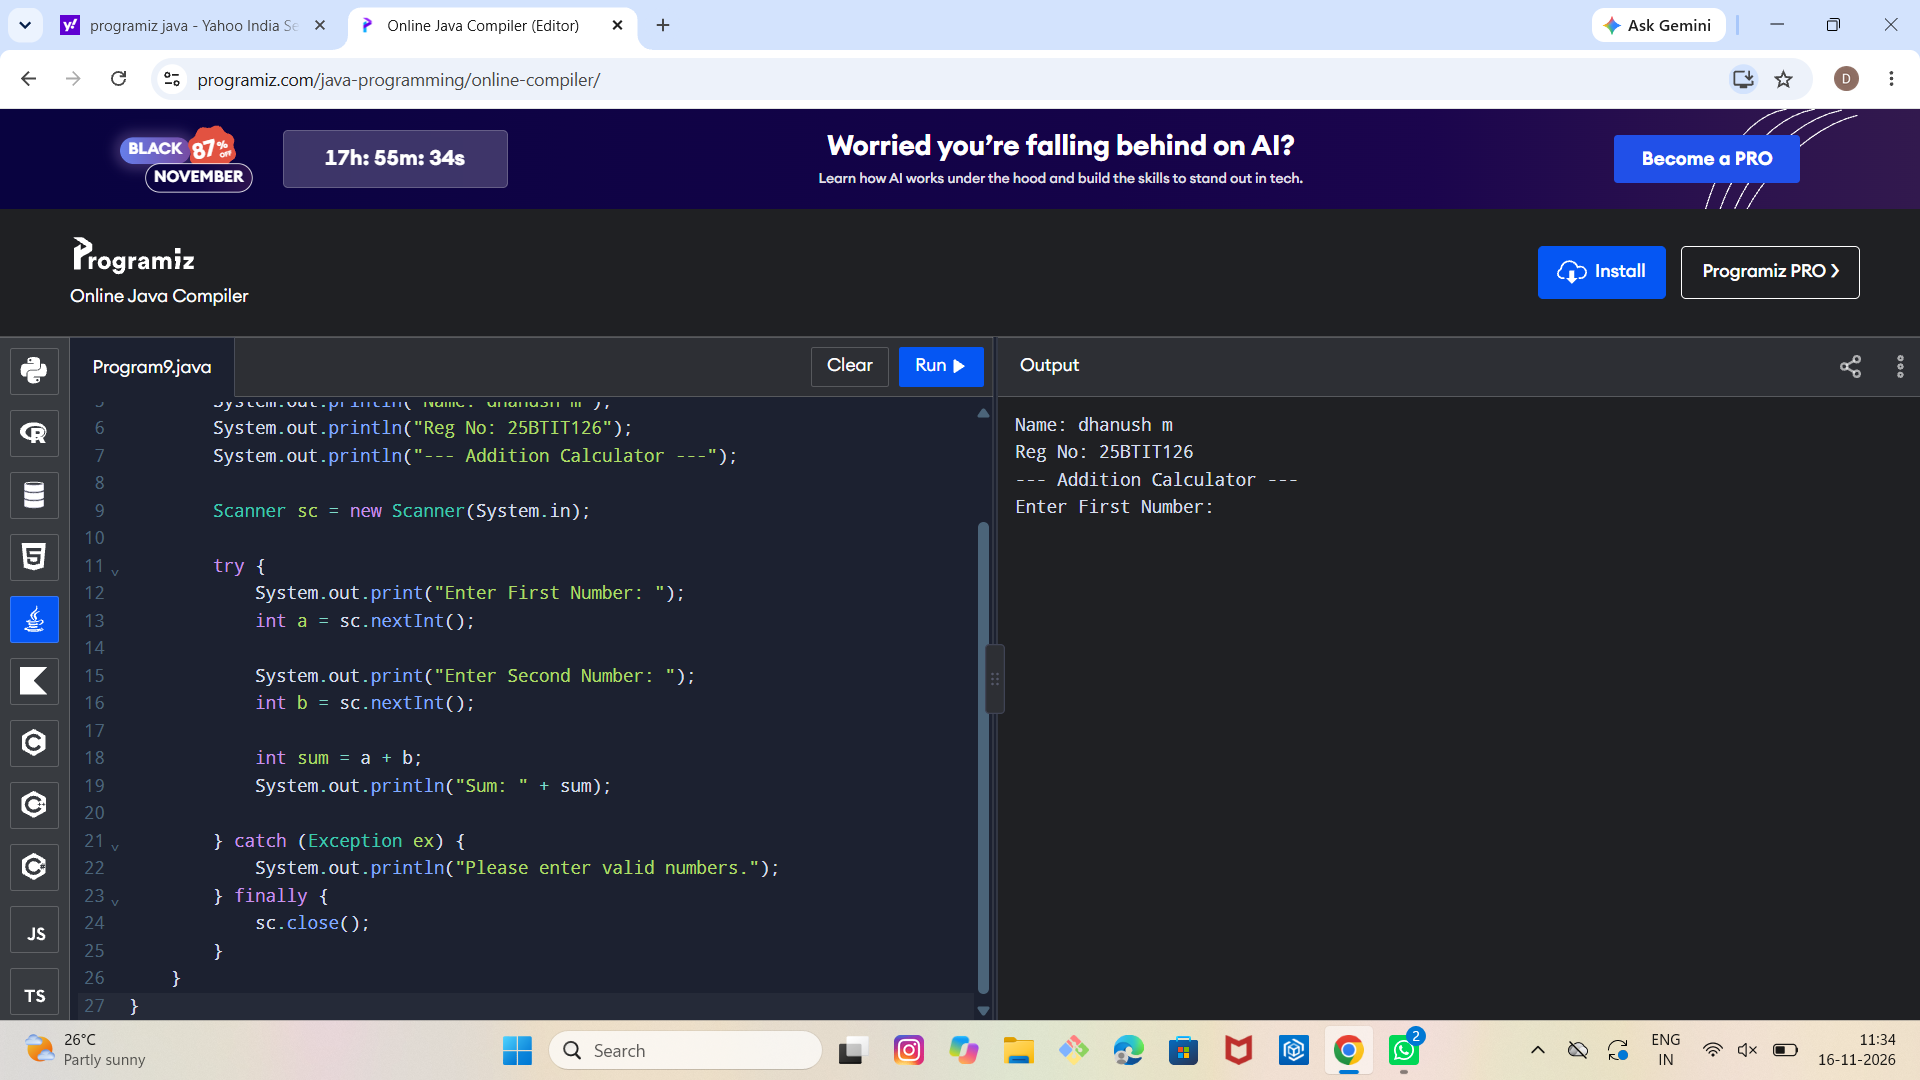 programiz java - Yahoo India Se
Online Java Compiler (Editor)
Ask Gemini
programiz.com/java-programming/online-compiler/
D
BLACK 87% OFF
NOVEMBER
17h: 55m: 34s
Worried you’re falling behind on AI?
Learn how AI works under the hood and build the skills to stand out in tech.
Become a PRO
Programiz
Online Java Compiler
Install
Programiz PRO
Program9.java
Clear
Run
Output
5 System.out.println("Name: dhanush m");
6 System.out.println("Reg No: 25BTIT126");
7 System.out.println("--- Addition Calculator ---");
8
9 Scanner sc = new Scanner(System.in);
10
11 try {
12 System.out.print("Enter First Number: ");
13 int a = sc.nextInt();
14
15 System.out.print("Enter Second Number: ");
16 int b = sc.nextInt();
17
18 int sum = a + b;
19 System.out.println("Sum: " + sum);
20
21 } catch (Exception ex) {
22 System.out.println("Please enter valid numbers.");
23 } finally {
24 sc.close();
25 }
26 }
27 }
Name: dhanush m
Reg No: 25BTIT126
--- Addition Calculator ---
Enter First Number:
R
5
C
C
C
JS
TS
26°C
Partly sunny
Search
2
ENG
IN
11:34
16-11-2026